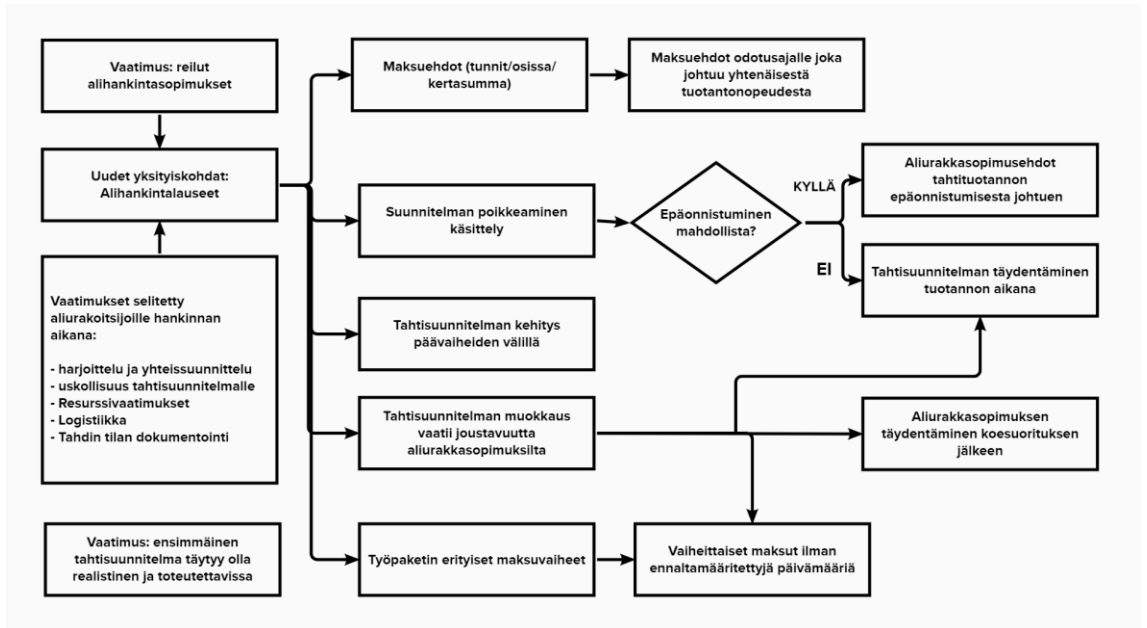 Vaatimus: reilut
alihankintasopimukset
Uudet yksityiskohdat:
Alihankintalauseet
Vaatimukset selitetty
aliurakoitsijoille hankinnan
aikana:
- harjoittelu ja yhteissuunnittelu
- uskollisuus tahtisuunnitelmalle
- Resurssivaatimukset
- Logistiikka
- Tahdin tilan dokumentointi
Vaatimus: ensimmäinen
tahtisuunnitelma täytyy olla
realistinen ja toteutettavissa
Maksuehdot (tunnit/osissa/
kertasumma)
Maksuehdot odotusajalle joka
johtuu yhtenäisestä
tuotantonopeudesta
Suunnitelman poikkeaminen
käsittely
Epäonnistuminen
mahdollista?
KYLLÄ
Aliurakkasopimusehdot
tahtituotannon
epäonnistumisesta johtuen
EI
Tahtisuunnitelman täydentäminen
tuotannon aikana
Tahtisuunnitelman kehitys
päävaiheiden välillä
Tahtisuunnitelman muokkaus
vaatii joustavuutta
aliurakkasopimuksilta
Aliurakkasopimuksen
täydentäminen koesuorituksen
jälkeen
Työpaketin erityiset maksuvaiheet
Vaiheittaiset maksut ilman
ennaltamääritettyjä päivämääriä